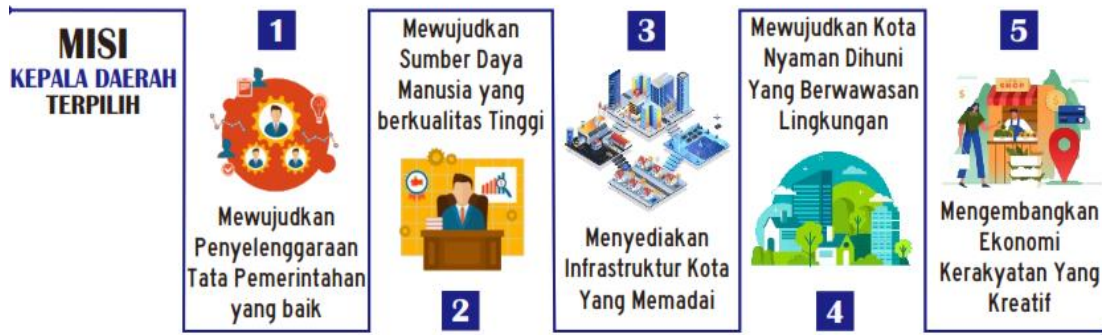 MISI
KEPALA DAERAH
TERPILIH
1
Mewujudkan
Penyelenggaraan
Tata Pemerintahan
yang baik
Mewujudkan
Sumber Daya
Manusia yang
berkualitas Tinggi
2
3
Menyediakan
Infrastruktur Kota
Yang Memadai
Mewujudkan Kota
Nyaman Dihuni
Yang Berwawasan
Lingkungan
4
5
SHOP
Mengembangkan
Ekonomi
Kerakyatan Yang
Kreatif